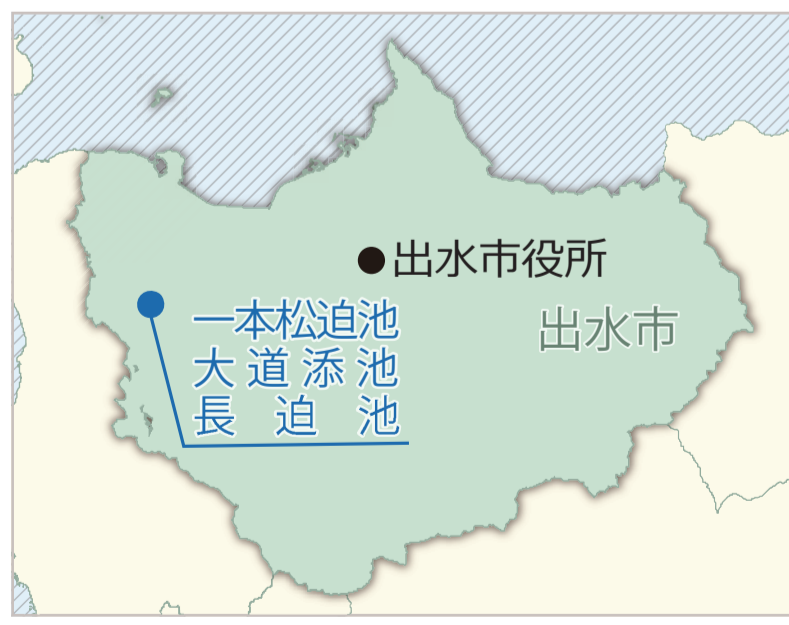 出水市役所
出水市
一本松迫池
大道添池
長迫池